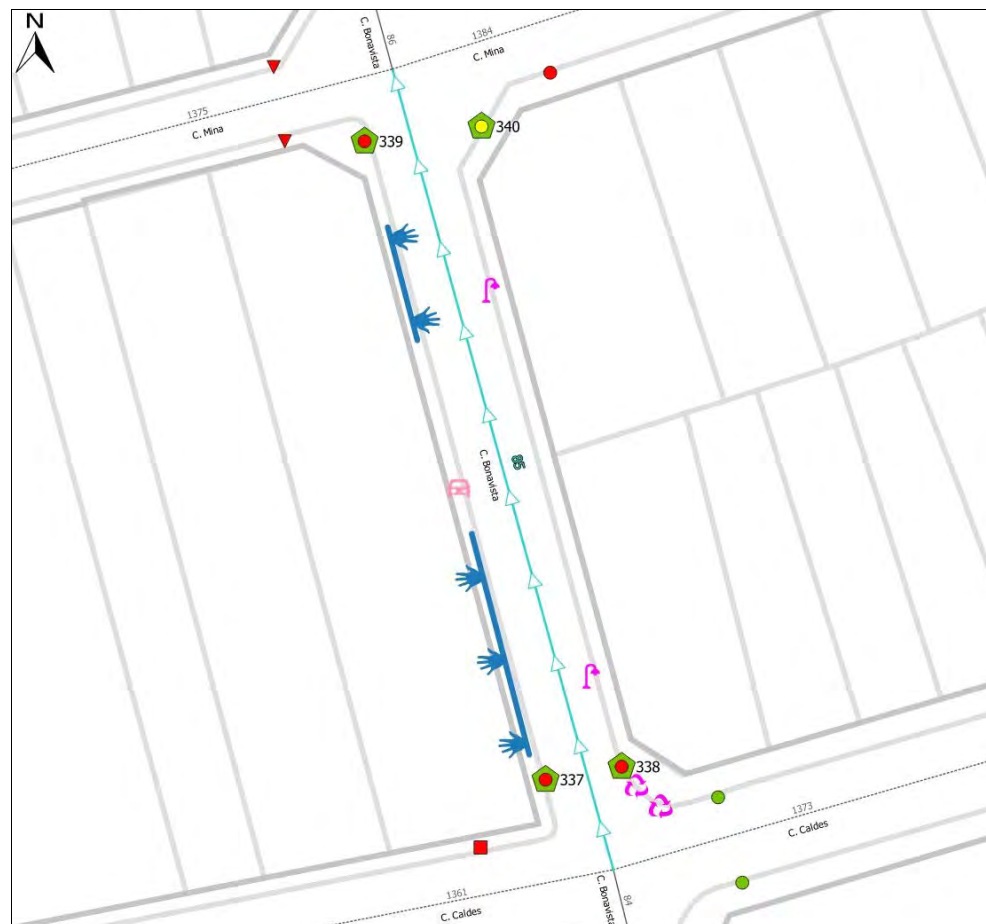 N
C. Bonavista
86
1384
C. Mina
1375
C. Mina
339
340
C. Bonavista
85
337
338
1373
C. Caldes
1361
C. Caldes
C. Bonavista
84